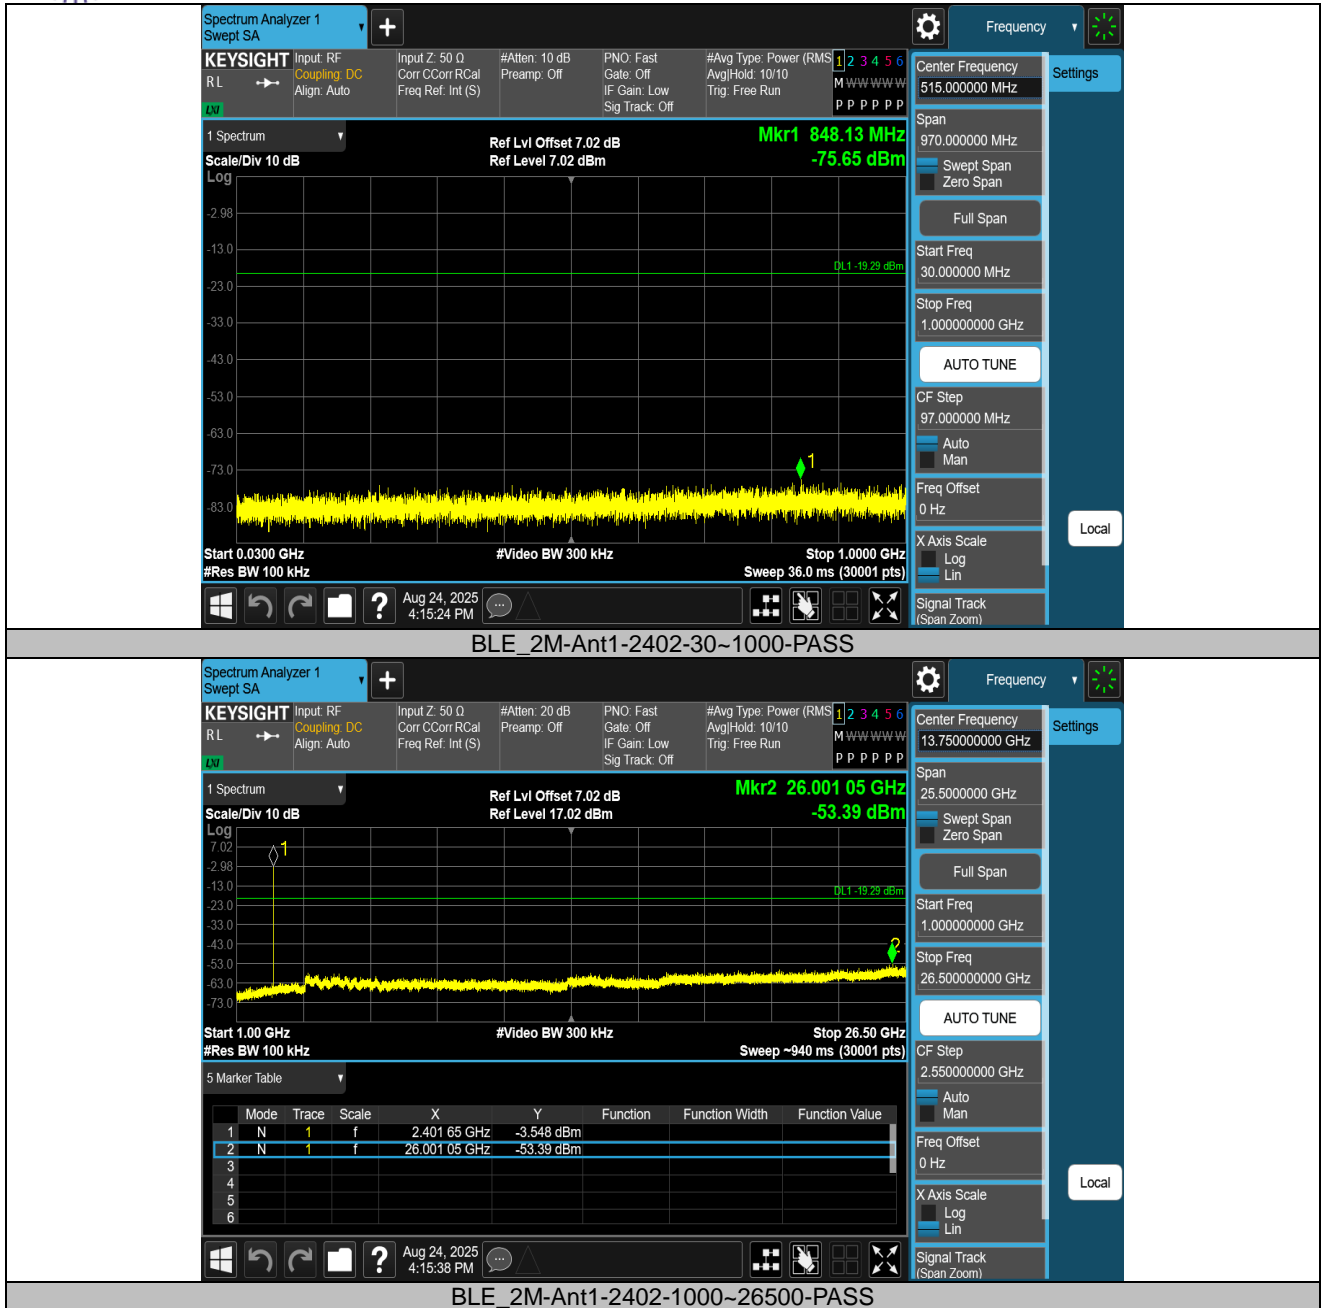 Spectrum Analyzer 1
Swept SA
Frequency
KEYSIGHT
RL
LXI
Input: RF
Coupling: DC
Align: Auto
Input Z: 50 Ω
Corr CCorr RCal
Freq Ref: Int (S)
#Atten: 10 dB
Preamp: Off
PNO: Fast
Gate: Off
IF Gain: Low
Sig Track: Off
#Avg Type: Power (RMS
Avg|Hold: 10/10
Trig: Free Run
1 2 3 4 5 6
M W W W W W
P P P P P P
1 Spectrum
Scale/Div 10 dB
Ref Lvl Offset 7.02 dB
Ref Level 7.02 dBm
Mkr1 848.13 MHz
-75.65 dBm
Log
-2.98
-13.0
DL1 -19.29 dBm
-23.0
-33.0
-43.0
-53.0
-63.0
-73.0
1
-83.0
Start 0.0300 GHz
#Video BW 300 kHz
Stop 1.0000 GHz
#Res BW 100 kHz
Sweep 36.0 ms (30001 pts)
Aug 24, 2025
4:15:24 PM
Center Frequency
515.000000 MHz
Settings
Span
970.000000 MHz
Swept Span
Zero Span
Full Span
Start Freq
30.000000 MHz
Stop Freq
1.000000000 GHz
AUTO TUNE
CF Step
97.000000 MHz
Auto
Man
Freq Offset
0 Hz
X Axis Scale
Log
Lin
Local
Signal Track
(Span Zoom)
BLE_2M-Ant1-2402-30~1000-PASS
Spectrum Analyzer 1
Swept SA
Frequency
KEYSIGHT
RL
LXI
Input: RF
Coupling: DC
Align: Auto
Input Z: 50 Ω
Corr CCorr RCal
Freq Ref: Int (S)
#Atten: 20 dB
Preamp: Off
PNO: Fast
Gate: Off
IF Gain: Low
Sig Track: Off
#Avg Type: Power (RMS
Avg|Hold: 10/10
Trig: Free Run
1 2 3 4 5 6
M W W W W W
P P P P P P
1 Spectrum
Scale/Div 10 dB
Ref Lvl Offset 7.02 dB
Ref Level 17.02 dBm
Mkr2 26.001 05 GHz
-53.39 dBm
Log
7.02
1
-2.98
-13.0
DL1 -19.29 dBm
-23.0
-33.0
-43.0
2
-53.0
-63.0
-73.0
Start 1.00 GHz
#Video BW 300 kHz
Stop 26.50 GHz
#Res BW 100 kHz
Sweep ~940 ms (30001 pts)
5 Marker Table
Mode Trace Scale X Y Function Function Width Function Value
1 N 1 f 2.401 65 GHz -3.548 dBm
2 N 1 f 26.001 05 GHz -53.39 dBm
3
4
5
6
Aug 24, 2025
4:15:38 PM
Center Frequency
13.750000000 GHz
Settings
Span
25.5000000 GHz
Swept Span
Zero Span
Full Span
Start Freq
1.000000000 GHz
Stop Freq
26.500000000 GHz
AUTO TUNE
CF Step
2.550000000 GHz
Auto
Man
Freq Offset
0 Hz
X Axis Scale
Log
Lin
Local
Signal Track
(Span Zoom)
BLE_2M-Ant1-2402-1000~26500-PASS